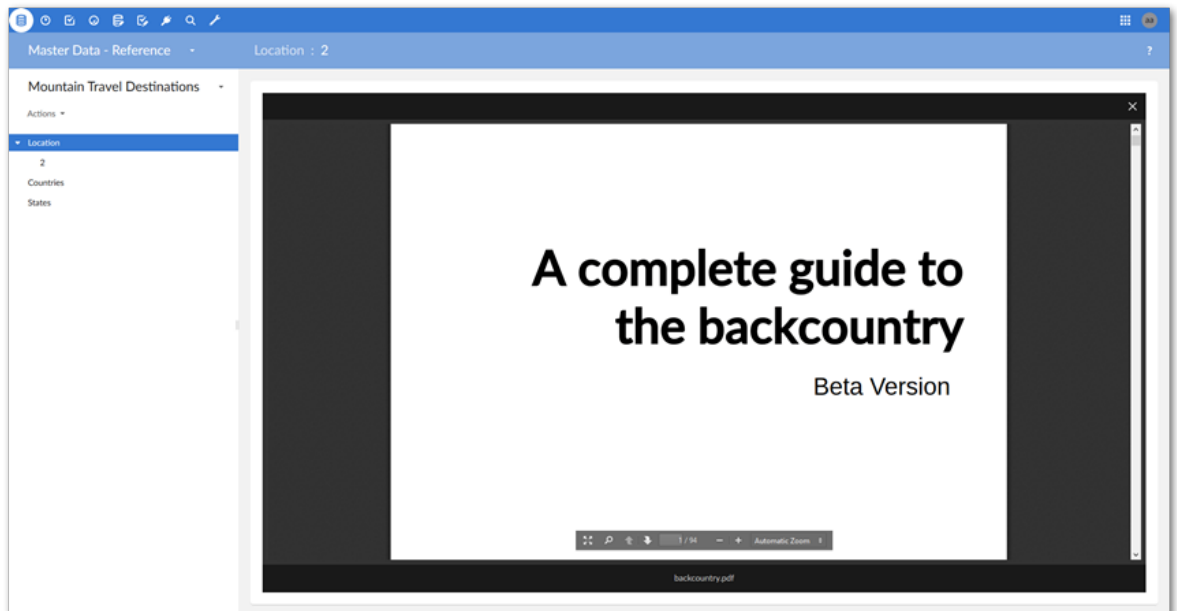 Master Data - Reference
Location : 2
?
Mountain Travel Destinations
Actions
Location
2
Countries
States
A complete guide to
the backcountry
Beta Version
1 / 94
Automatic Zoom
backcountry.pdf